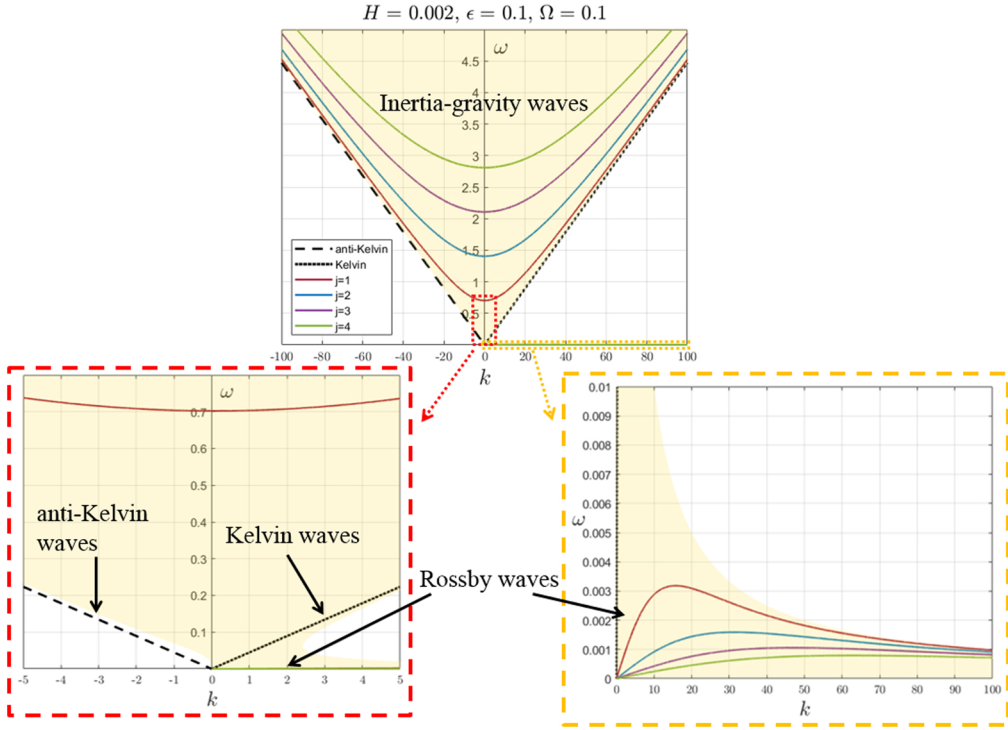 H = 0.002, ϵ = 0.1, Ω = 0.1
ω
4.5
4
3.5
3
2.5
2
1.5
1
0.5
Inertia-gravity waves
anti-Kelvin
Kelvin
j=1
j=2
j=3
j=4
-100 -80 -60 -40 -20 0 20 40 60 80 100
k
ω
0.7
0.6
0.5
0.4
0.3
0.2
0.1
anti-Kelvin
waves
Kelvin waves
Rossby waves
-5 -4 -3 -2 -1 0 1 2 3 4 5
k
0.01
0.009
0.008
0.007
0.006
0.005
0.004
0.003
0.002
0.001
0
ω
0 10 20 30 40 50 60 70 80 90 100
k